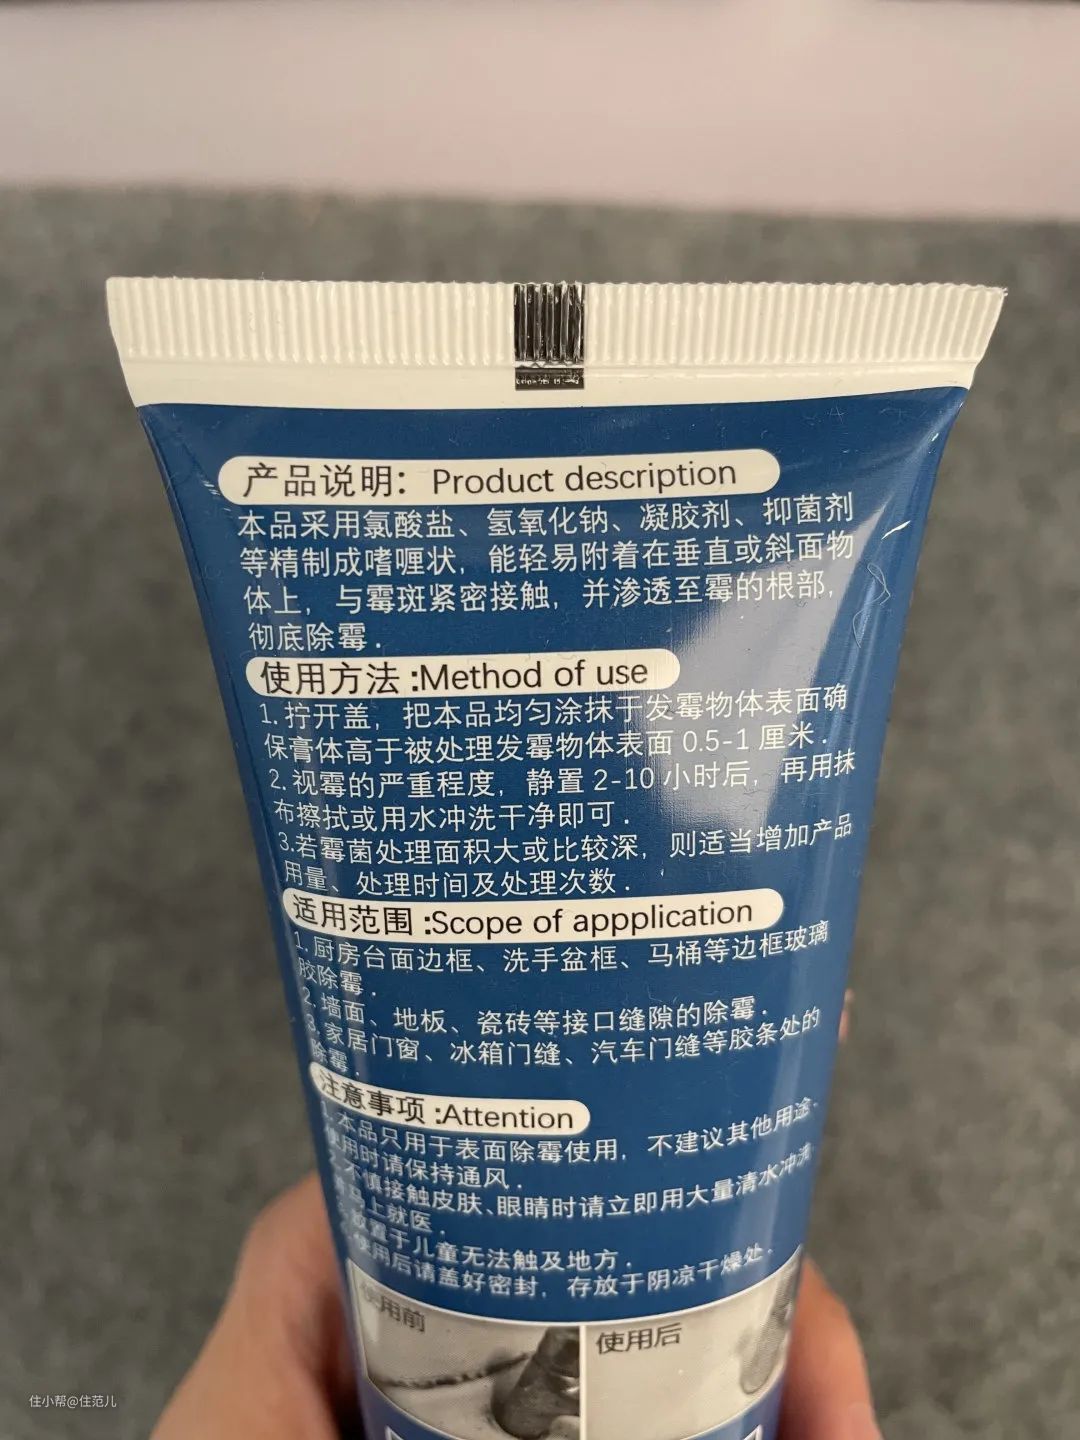 产品说明: Product description
本品采用氯酸盐、氢氧化钠、凝胶剂、抑菌剂
等精制成嗜喱状，能轻易附着在垂直或斜面物
体上，与霉斑紧密接触，并渗透至霉的根部，
彻底除霉.
使用方法:Method of use
1.拧开盖，把本品均匀涂抹于发霉物体表面确
保膏体高于被处理发霉物体表面0.5-1厘米.
2.视霉的严重程度，静置2-10小时后，再用抹
布擦拭或用水冲洗干净即可.
3.若霉菌处理面积大或比较深，则适当增加产品
用量、处理时间及处理次数.
适用范围:Scope of appplication
1.厨房台面边框、洗手盆框、马桶等边框玻璃
胶除霉.
2.墙面、地板、瓷砖等接口缝隙的除霉.
3.家居门窗、冰箱门缝、汽车门缝等胶条处的
除霉.
注意事项:Attention
1.本品只用于表面除霉使用，不建议其他用途.
使用时请保持通风.
不慎接触皮肤、眼睛时请立即用大量清水冲洗
马上就医.
放置于儿童无法触及地方.
使用后请盖好密封，存放于阴凉干燥处.
使用前
使用后
住小帮@住范儿